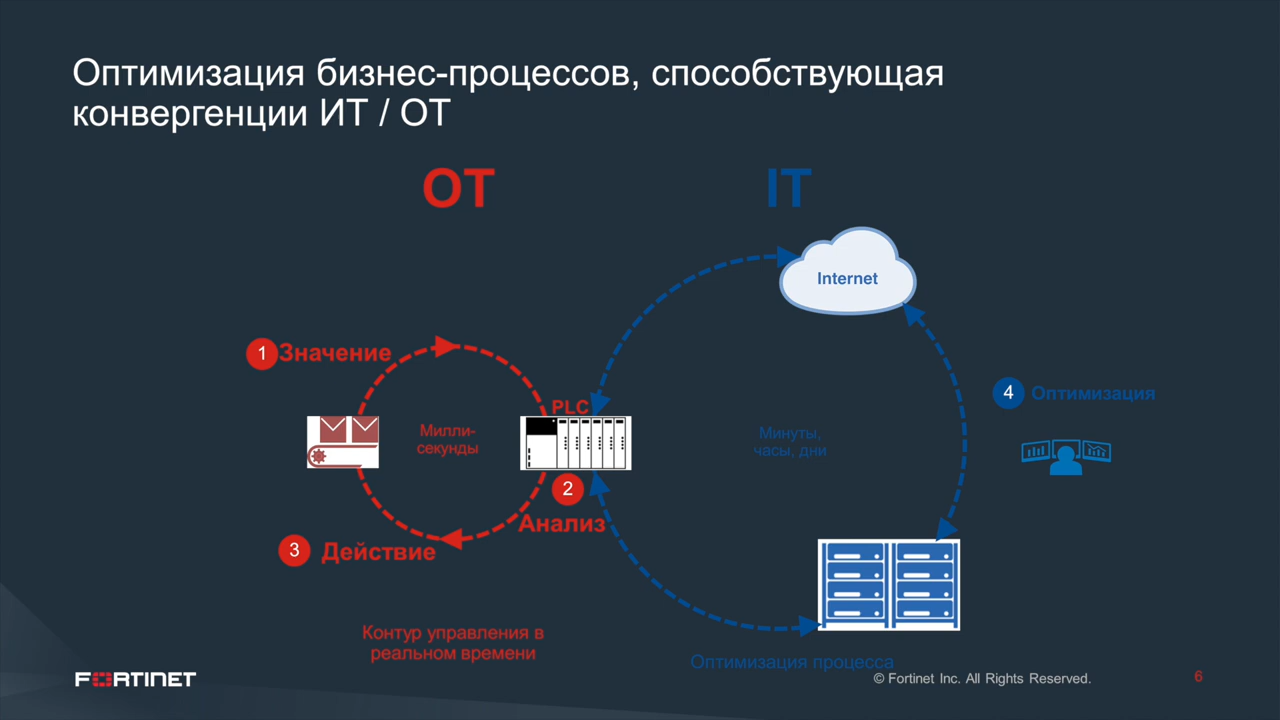 Оптимизация бизнес-процессов, способствующая
конвергенции ИТ / ОТ
OT
IT
Internet
1 Значение
PLC
Милли-
секунды
2
Анализ
3 Действие
Минуты,
часы, дни
4 Оптимизация
Контур управления в
реальном времени
Оптимизация процесса
FORTINET
© Fortinet Inc. All Rights Reserved.
6